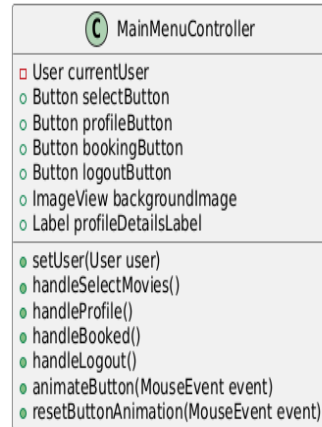 C MainMenuController
User currentUser
Button selectButton
Button profileButton
Button bookingButton
Button logoutButton
ImageView backgroundImage
Label profileDetailsLabel
setUser(User user)
handleSelectMovies()
handleProfile()
handleBooked()
handleLogout()
animateButton(MouseEvent event)
resetButtonAnimation(MouseEvent event)